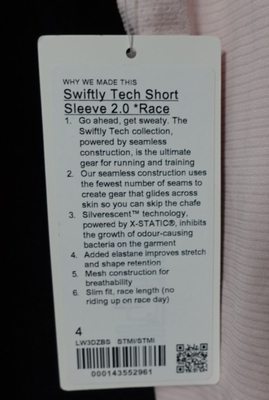 WHY WE MADE THIS
Swiftly Tech Short
Sleeve 2.0 *Race
1. Go ahead, get sweaty. The
Swiftly Tech collection,
powered by seamless
construction, is the ultimate
gear for running and training
2. Our seamless construction uses
the fewest number of seams to
create gear that glides across
skin so you can skip the chafe
3. Silverescent™ technology,
powered by X-STATIC®, inhibits
the growth of odour-causing
bacteria on the garment
4. Added elastane improves stretch
and shape retention
5. Mesh construction for
breathability
6. Slim fit, race length (no
riding up on race day)
4
LW3DZBS STMI/STMI
000143552961